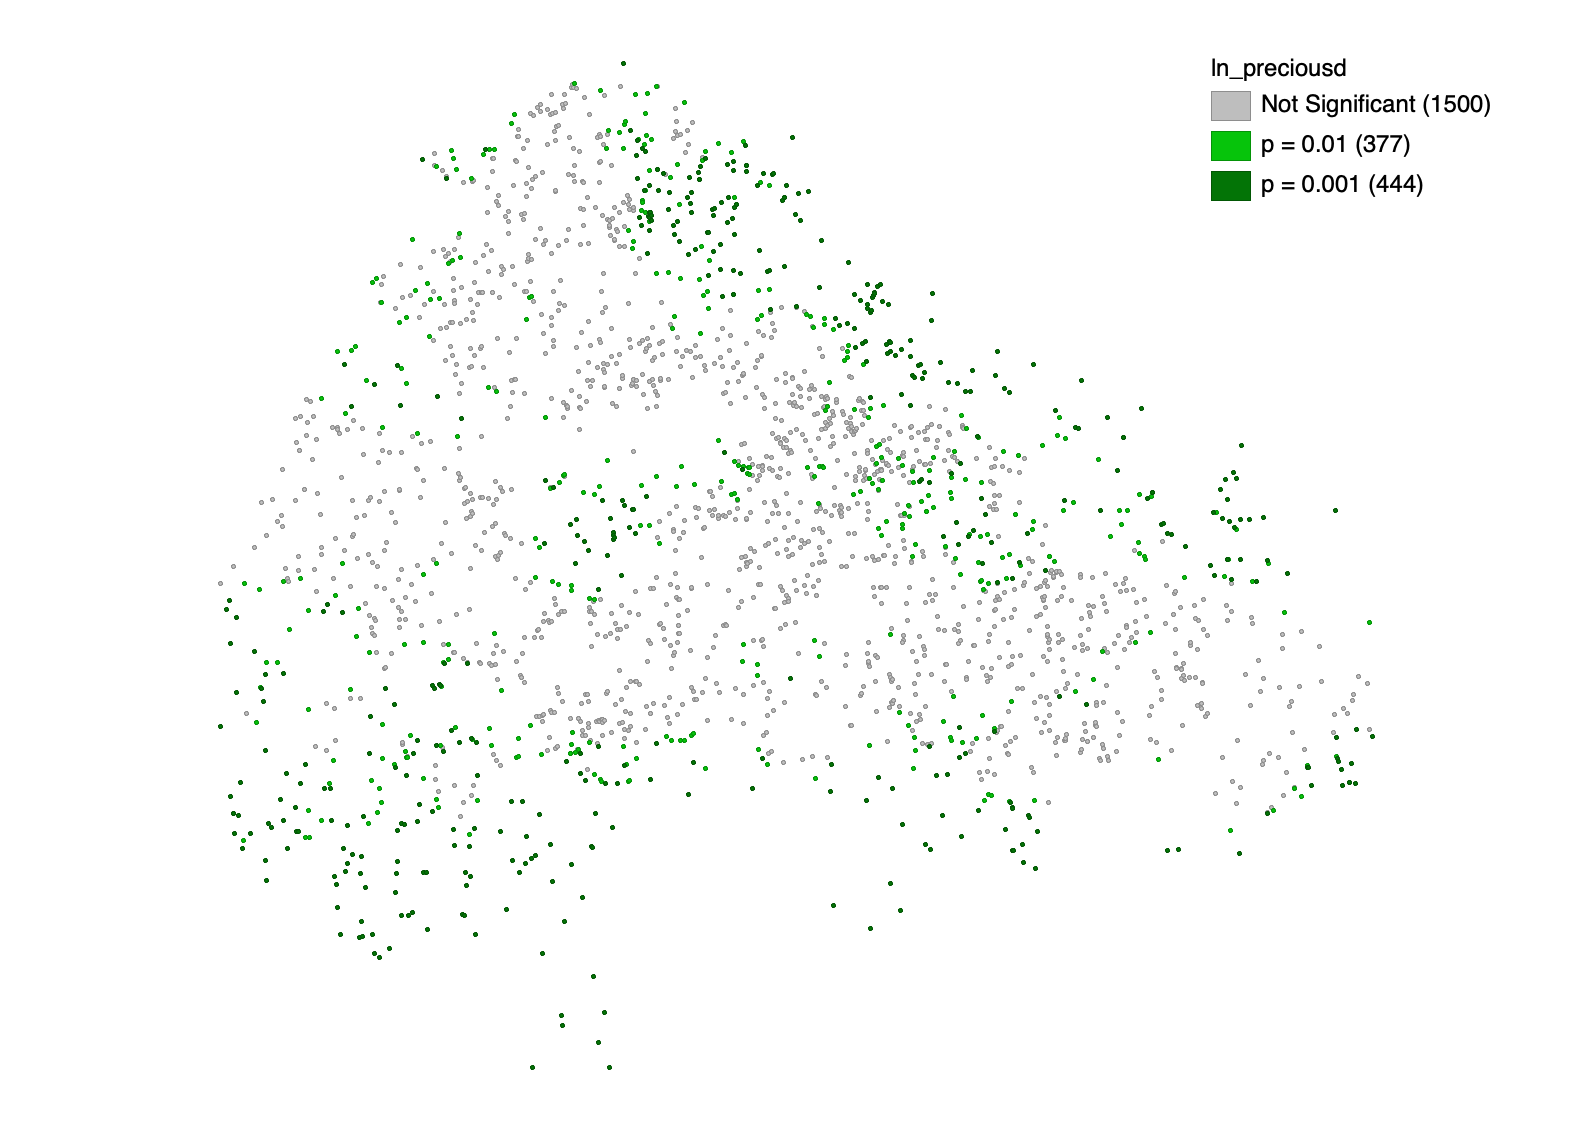 ln_preciousd
Not Significant (1500)
p = 0.01 (377)
p = 0.001 (444)